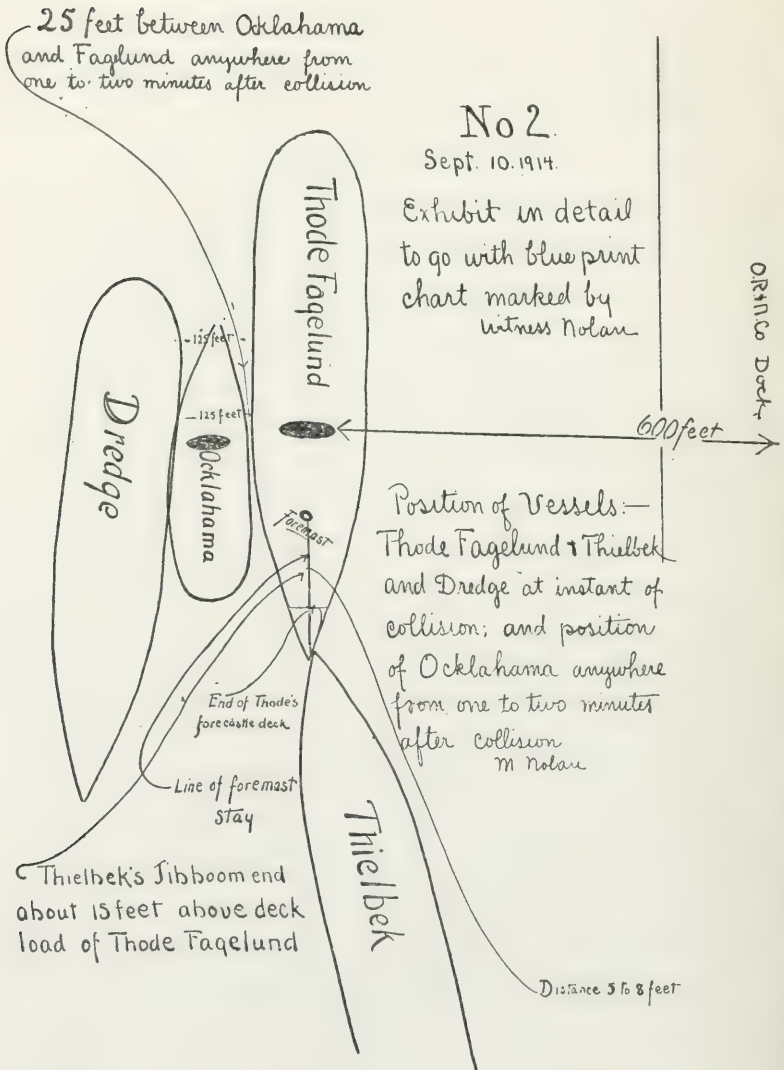 25 feet between Ocklahama
and Fagelund anywhere from
one to two minutes after collision
No 2.
Sept. 10. 1914.
Exhibit in detail
to go with blue print
chart marked by
witness Nolan
Thode Fagelund
O.R.+N.Co Dock
-125 feet-
-125 feet
600 feet
Dredge
Ocklahama
Foremast
Position of Vessels:—
Thode Fagelund & Thielbek
and Dredge at instant of
collision; and position
of Ocklahama anywhere
from one to two minutes
after collision
M Nolan
End of Thode's
forecastle deck
Line of foremast
Stay
Thielbek
Thielbek's Jibboom end
about 15 feet above deck
load of Thode Fagelund
Distance 5 to 8 feet